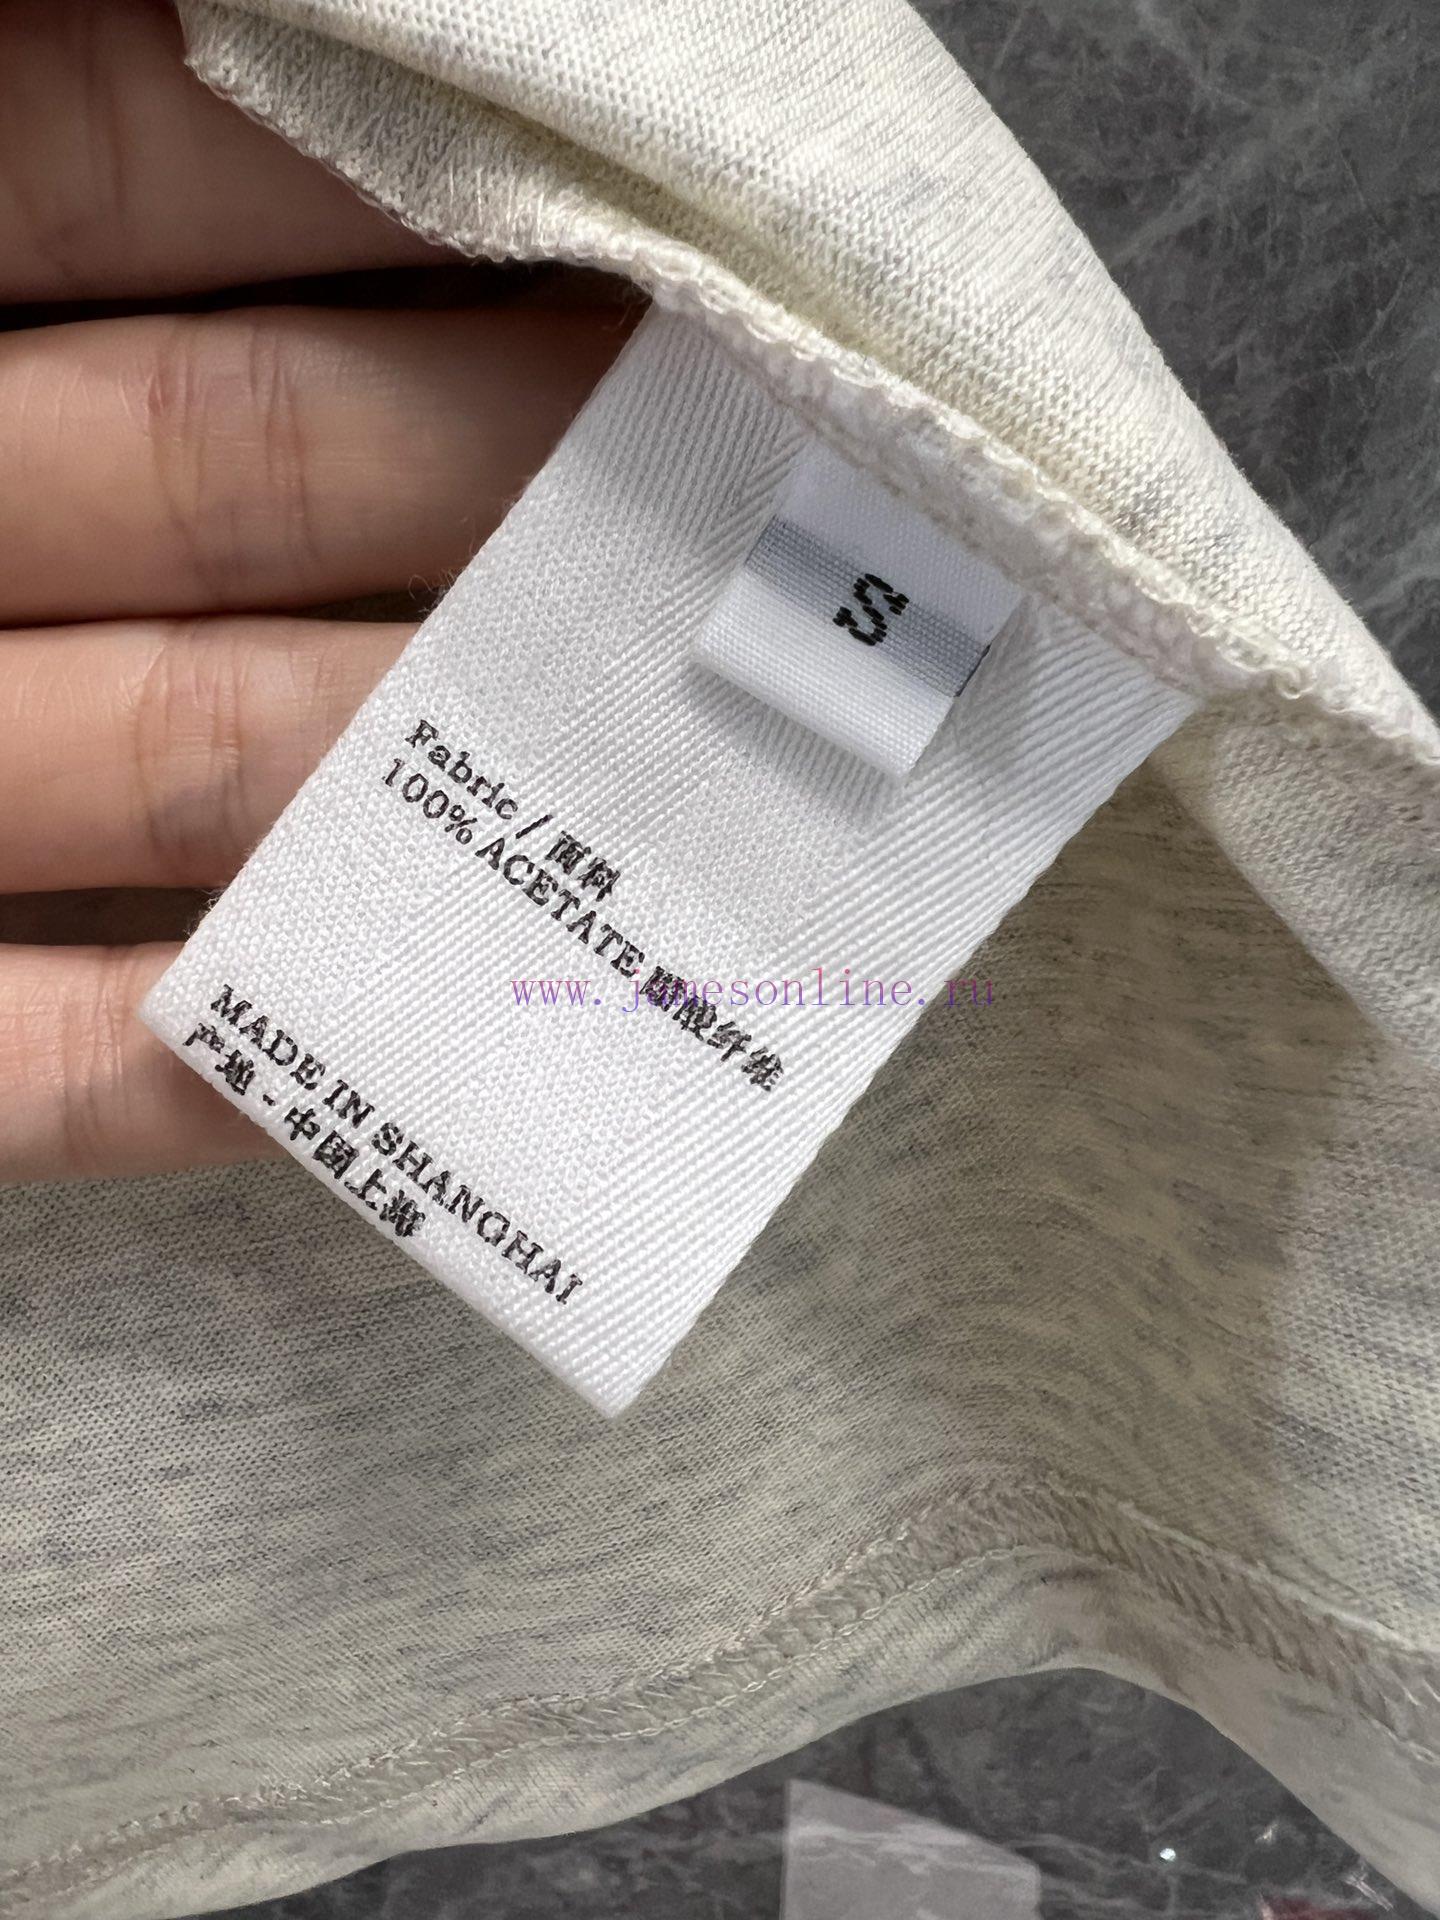 S
Fabric / 面料
100% ACETATE 醋酸纤维
www.jamesonline.ru
MADE IN SHANGHAI
产地 - 中国上海